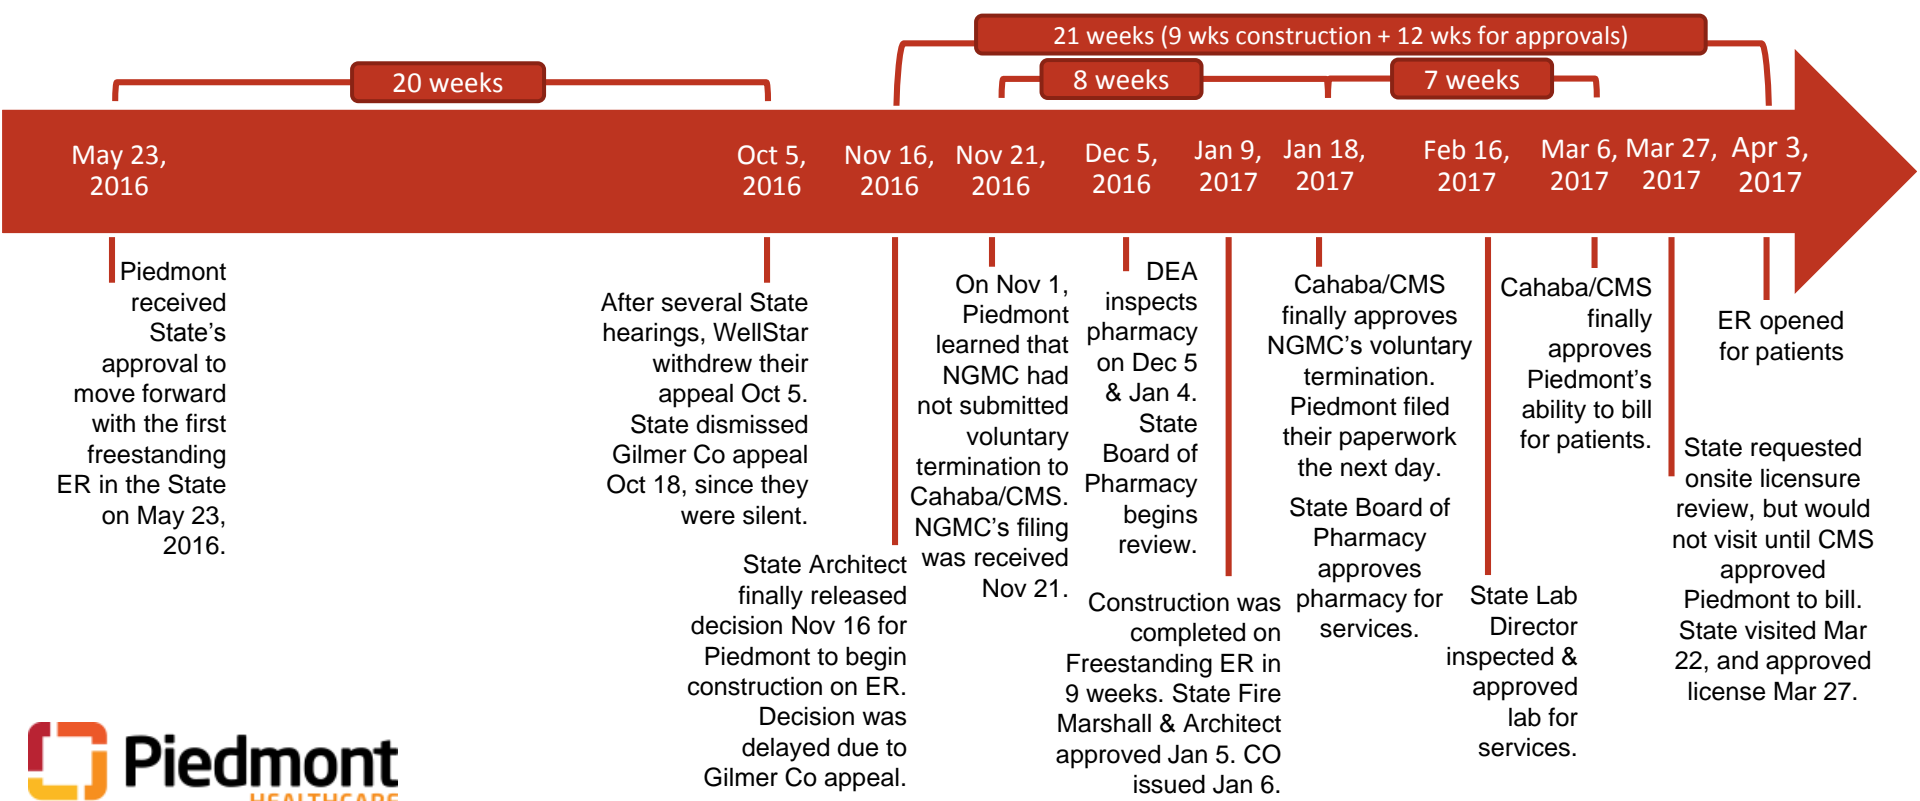 21 weeks (9 wks construction + 12 wks for approvals)
20 weeks
8 weeks
7 weeks
May 23,
2016
Oct 5,
2016
Nov 16,
2016
Nov 21,
2016
Dec 5,
2016
Jan 9,
2017
Jan 18,
2017
Feb 16,
2017
Mar 6,
2017
Mar 27,
2017
Apr 3,
2017
Piedmont
received
State's
approval to
move forward
with the first
freestanding
ER in the State
on May 23,
2016.
After several State
hearings, WellStar
withdrew their
appeal Oct 5.
State dismissed
Gilmer Co appeal
Oct 18, since they
were silent.
State Architect
finally released
decision Nov 16 for
Piedmont to begin
construction on ER.
Decision was
delayed due to
Gilmer Co appeal.
On Nov 1,
Piedmont
learned that
NGMC had
not submitted
voluntary
termination to
Cahaba/CMS.
NGMC's filing
was received
Nov 21.
DEA
inspects
pharmacy
on Dec 5
& Jan 4.
State
Board of
Pharmacy
begins
review.
Construction was
completed on
Freestanding ER in
9 weeks. State Fire
Marshall & Architect
approved Jan 5. CO
issued Jan 6.
Cahaba/CMS
finally approves
NGMC's voluntary
termination.
Piedmont filed
their paperwork
the next day.
State Board of
Pharmacy
approves
pharmacy for
services.
State Lab
Director
inspected &
approved
lab for
services.
Cahaba/CMS
finally
approves
Piedmont's
ability to bill
for patients.
State requested
onsite licensure
review, but would
not visit until CMS
approved
Piedmont to bill.
State visited Mar
22, and approved
license Mar 27.
ER opened
for patients
Piedmont
HEALTHCARE